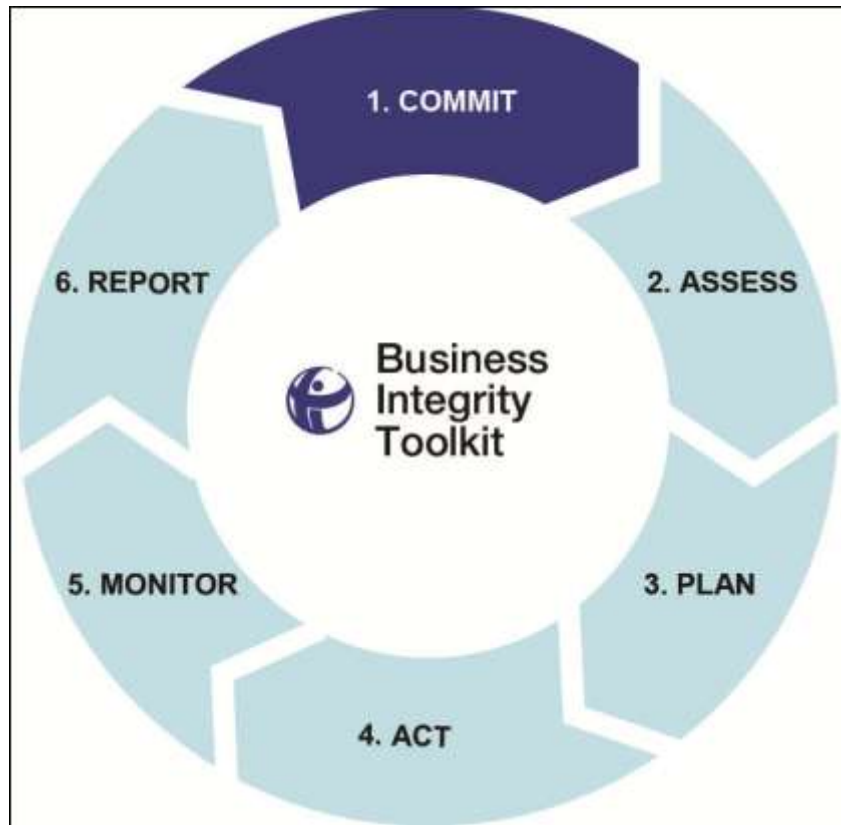 1. COMMIT
2. ASSESS
3. PLAN
4. ACT
5. MONITOR
6. REPORT
Business
Integrity
Toolkit